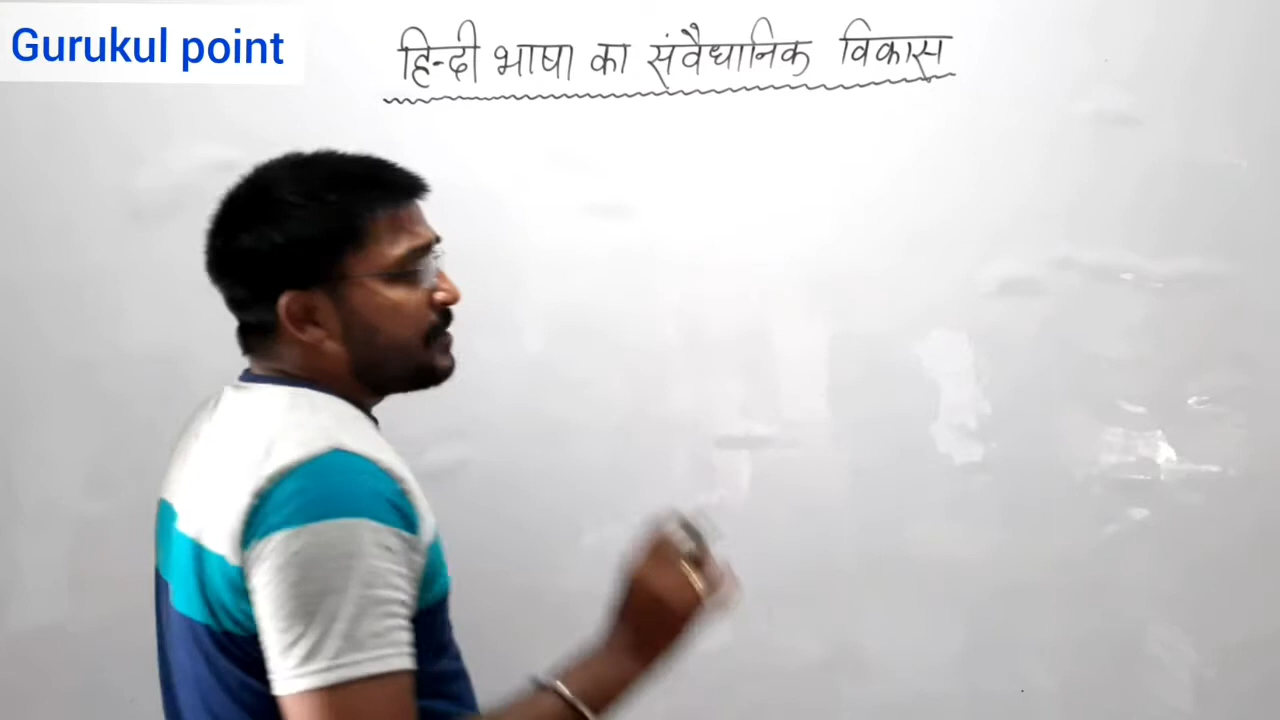 Gurukul point
हिन्दी भाषा का संवैधानिक विकास